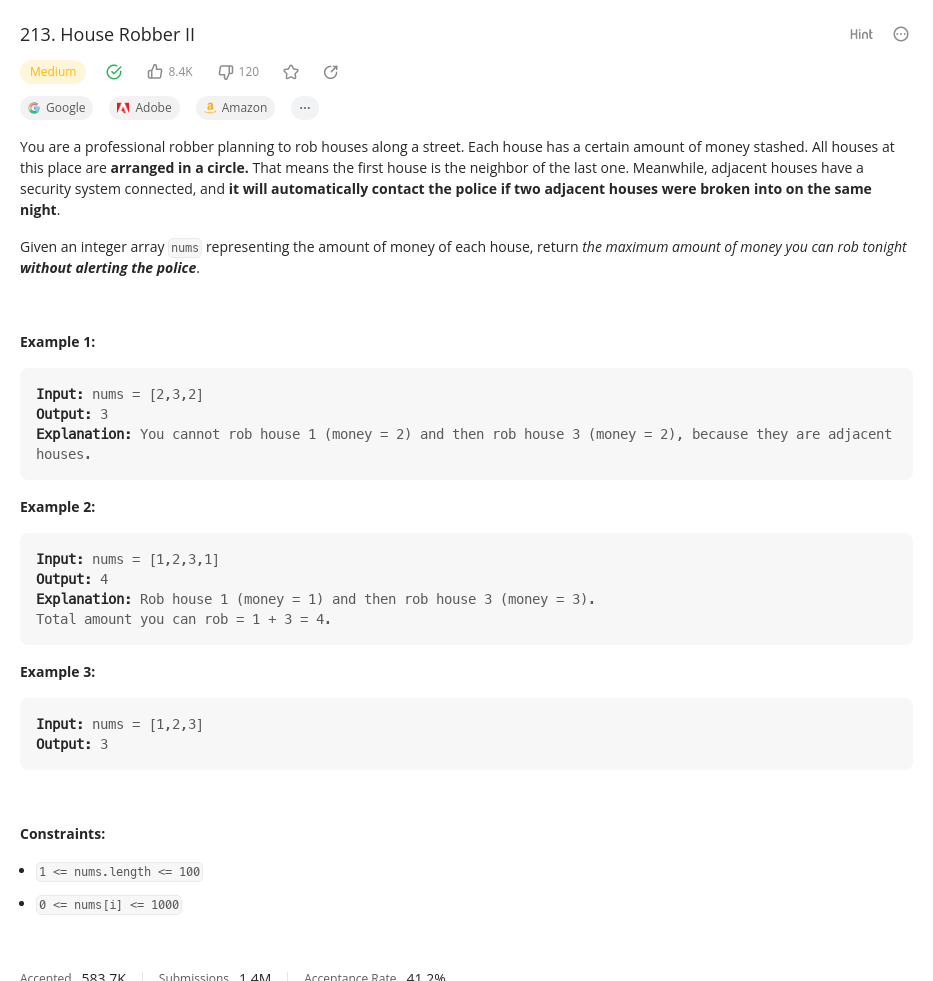 213. House Robber II
Hint
Medium
8.4K
120
Google
Adobe
Amazon
You are a professional robber planning to rob houses along a street. Each house has a certain amount of money stashed. All houses at
this place are arranged in a circle. That means the first house is the neighbor of the last one. Meanwhile, adjacent houses have a
security system connected, and it will automatically contact the police if two adjacent houses were broken into on the same
night.
Given an integer array nums representing the amount of money of each house, return the maximum amount of money you can rob tonight
without alerting the police.
Example 1:
Input: nums = [2,3,2]
Output: 3
Explanation: You cannot rob house 1 (money = 2) and then rob house 3 (money = 2), because they are adjacent
houses.
Example 2:
Input: nums = [1,2,3,1]
Output: 4
Explanation: Rob house 1 (money = 1) and then rob house 3 (money = 3).
Total amount you can rob = 1 + 3 = 4.
Example 3:
Input: nums = [1,2,3]
Output: 3
Constraints:
1 <= nums.length <= 100
0 <= nums[i] <= 1000
Accepted 583.7K Submissions 1.4M Acceptance Rate 41.2%